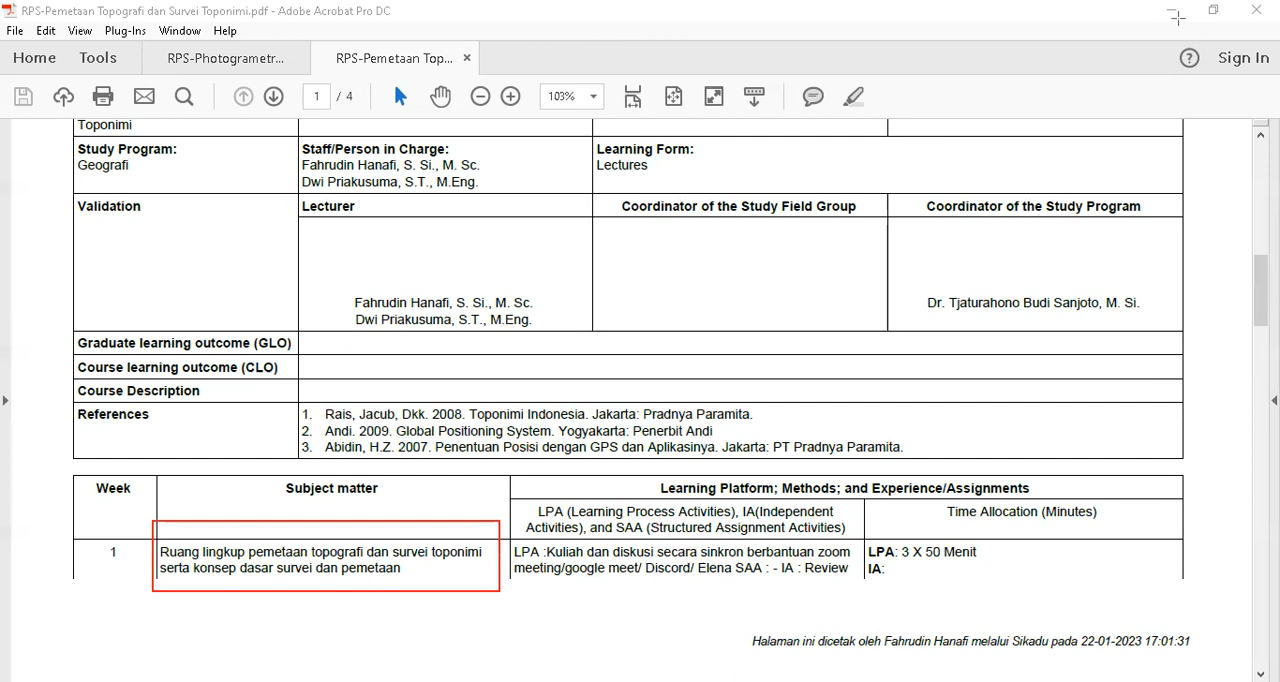 RPS-Pemetaan Topografi dan Survei Toponimi.pdf - Adobe Acrobat Pro DC
File Edit View Plug-Ins Window Help
Home Tools RPS-Photogrametr... RPS-Pemetaan Top... × ? Sign In
1 / 4 103%
Toponimi
Study Program:
Geografi
Staff/Person in Charge:
Fahrudin Hanafi, S. Si., M. Sc.
Dwi Priakusuma, S.T., M.Eng.
Learning Form:
Lectures
Validation
Lecturer
Coordinator of the Study Field Group
Coordinator of the Study Program
Fahrudin Hanafi, S. Si., M. Sc.
Dwi Priakusuma, S.T., M.Eng.
Dr. Tjaturahono Budi Sanjoto, M. Si.
Graduate learning outcome (GLO)
Course learning outcome (CLO)
Course Description
References
1. Rais, Jacub, Dkk. 2008. Toponimi Indonesia. Jakarta: Pradnya Paramita.
2. Andi. 2009. Global Positioning System. Yogyakarta: Penerbit Andi
3. Abidin, H.Z. 2007. Penentuan Posisi dengan GPS dan Aplikasinya. Jakarta: PT Pradnya Paramita.
Week
Subject matter
Learning Platform; Methods; and Experience/Assignments
LPA (Learning Process Activities), IA(Independent
Activities), and SAA (Structured Assignment Activities)
Time Allocation (Minutes)
1
Ruang lingkup pemetaan topografi dan survei toponimi
serta konsep dasar survei dan pemetaan
LPA :Kuliah dan diskusi secara sinkron berbantuan zoom
meeting/google meet/ Discord/ Elena SAA : - IA : Review
LPA: 3 X 50 Menit
IA:
Halaman ini dicetak oleh Fahrudin Hanafi melalui Sikadu pada 22-01-2023 17:01:31